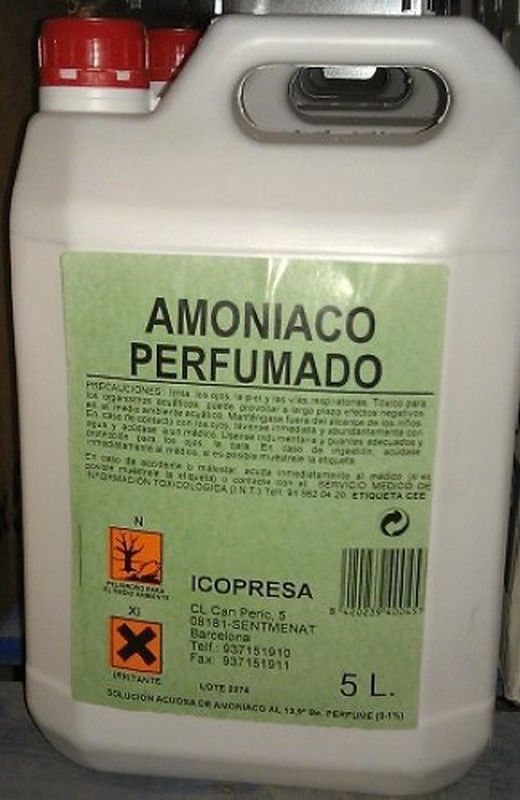 AMONIACO
PERFUMADO
PRECAUCIONES: Irrita los ojos, la piel y las vías respiratorias. Tóxico para
los organismos acuáticos, puede provocar a largo plazo efectos negativos
en el medio ambiente acuático. Manténgase fuera del alcance de los niños.
En caso de contacto con los ojos, lávense inmediata y abundantemente con
agua y acúdase a un médico. Úsense indumentaria y guantes adecuados y
protección para los ojos, la cara. En caso de ingestión, acúdase
inmediatamente al médico, si es posible muéstrele la etiqueta.
En caso de accidente o malestar, acuda inmediatamente al médico (si es
posible muéstrele la etiqueta) o contacte con el SERVICIO MEDICO DE
INFORMACIÓN TOXICOLÓGICA (I.N.T.) Telf. 91 562 04 20. ETIQUETA CEE
N
PELIGROSO PARA
EL MEDIO AMBIENTE
XI
IRRITANTE
ICOPRESA
CL Can Peric, 5
08181-SENTMENAT
Barcelona
Telf.: 937151910
Fax: 937151911
LOTE 2274
5 L.
8 420239 400657
SOLUCION ACUOSA DE AMONIACO AL 13,9º Be. PERFUME (0-1%)